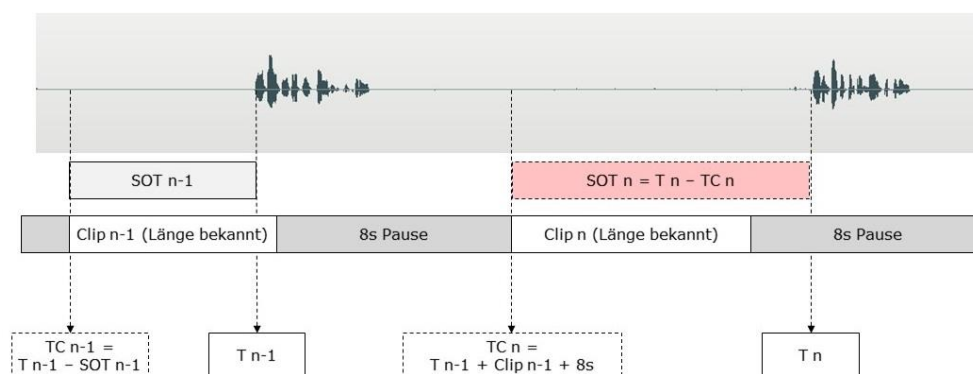 SOT n-1
SOT n = T n – TC n
Clip n-1 (Länge bekannt)
8s Pause
Clip n (Länge bekannt)
8s Pause
TC n-1 =
T n-1 – SOT n-1
T n-1
TC n =
T n-1 + Clip n-1 + 8s
T n